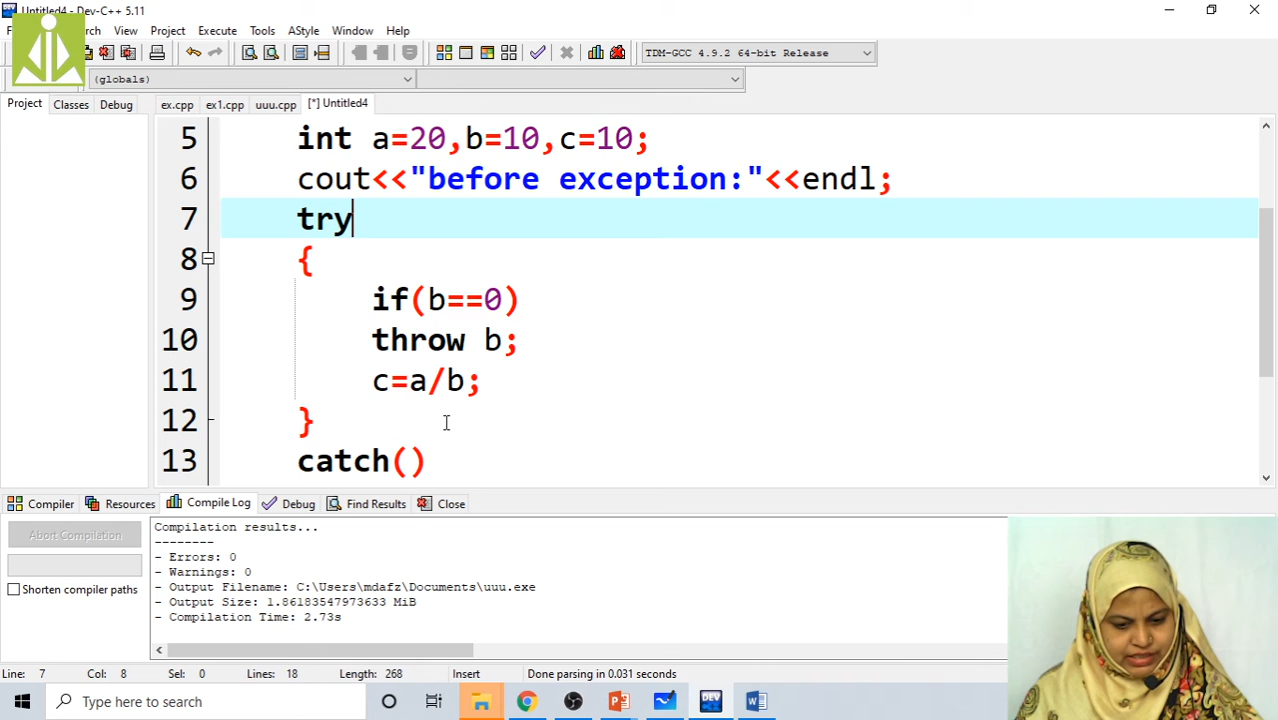 Untitled4 - Dev-C++ 5.11
View Project Execute Tools AStyle Window Help
TDM-GCC 4.9.2 64-bit Release
(globals)
Project Classes Debug ex.cpp ex1.cpp uuu.cpp [*] Untitled4
5 int a=20,b=10,c=10;
6 cout<<"before exception:"<<endl;
7 try
8 {
9 if(b==0)
10 throw b;
11 c=a/b;
12 }
13 catch()
Compiler Resources Compile Log Debug Find Results Close
Abort Compilation
Shorten compiler paths
Compilation results...
--------
- Errors: 0
- Warnings: 0
- Output Filename: C:\Users\mdafz\Documents\uuu.exe
- Output Size: 1.86183547973633 MiB
- Compilation Time: 2.73s
Line: 7 Col: 8 Sel: 0 Lines: 18 Length: 268 Insert Done parsing in 0.031 seconds
Type here to search
DEV